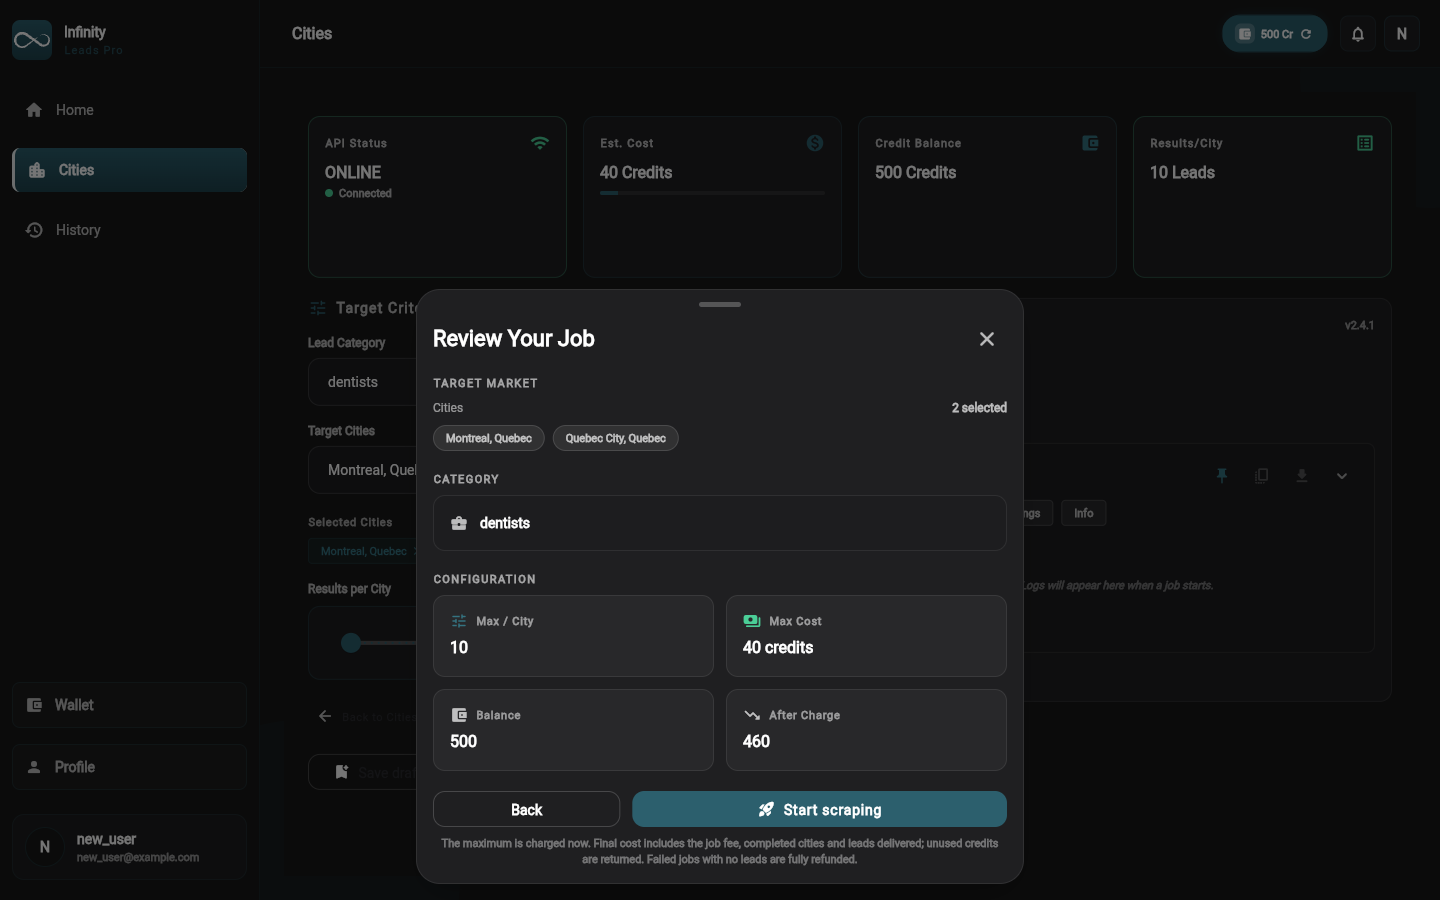 Infinity
Leads Pro
Home
Cities
History
Wallet
Profile
N
new_user
new_user@example.com
Cities
500 Cr
N
API Status
ONLINE
Connected
Est. Cost
40 Credits
Credit Balance
500 Credits
Results/City
10 Leads
Target Crite
Lead Category
dentists
Target Cities
Montreal, Quel
Selected Cities
Montreal, Quebec
Results per City
Back to Cities
Save draf
v2.4.1
ngs
Info
Logs will appear here when a job starts.
Review Your Job
TARGET MARKET
Cities
2 selected
Montreal, Quebec
Quebec City, Quebec
CATEGORY
dentists
CONFIGURATION
Max / City
10
Max Cost
40 credits
Balance
500
After Charge
460
Back
Start scraping
The maximum is charged now. Final cost includes the job fee, completed cities and leads delivered; unused credits
are returned. Failed jobs with no leads are fully refunded.